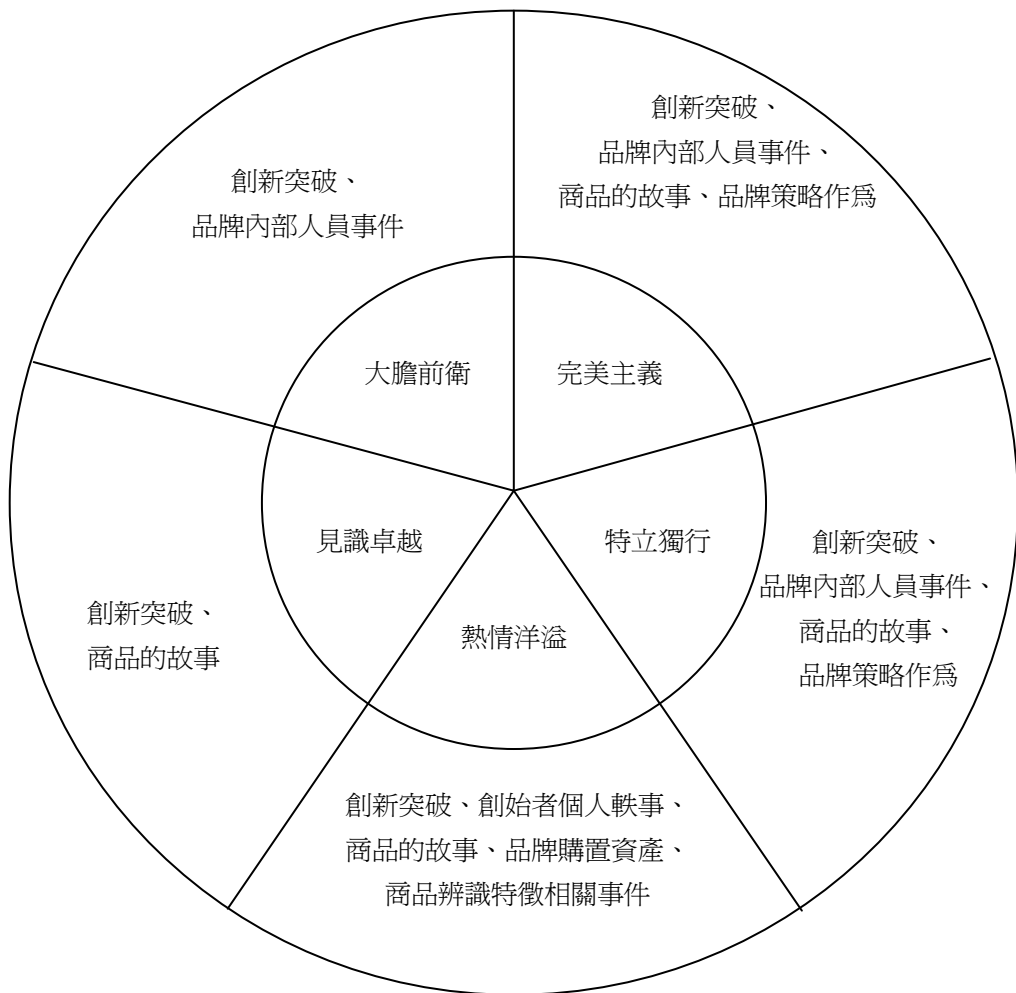 創新突破、
品牌內部人員事件、
商品的故事、品牌策略作爲
創新突破、
品牌內部人員事件
大膽前衛
完美主義
見識卓越
特立獨行
熱情洋溢
創新突破、
品牌內部人員事件、
商品的故事、
品牌策略作爲
創新突破、
商品的故事
創新突破、創始者個人軼事、
商品的故事、品牌購置資產、
商品辨識特徵相關事件